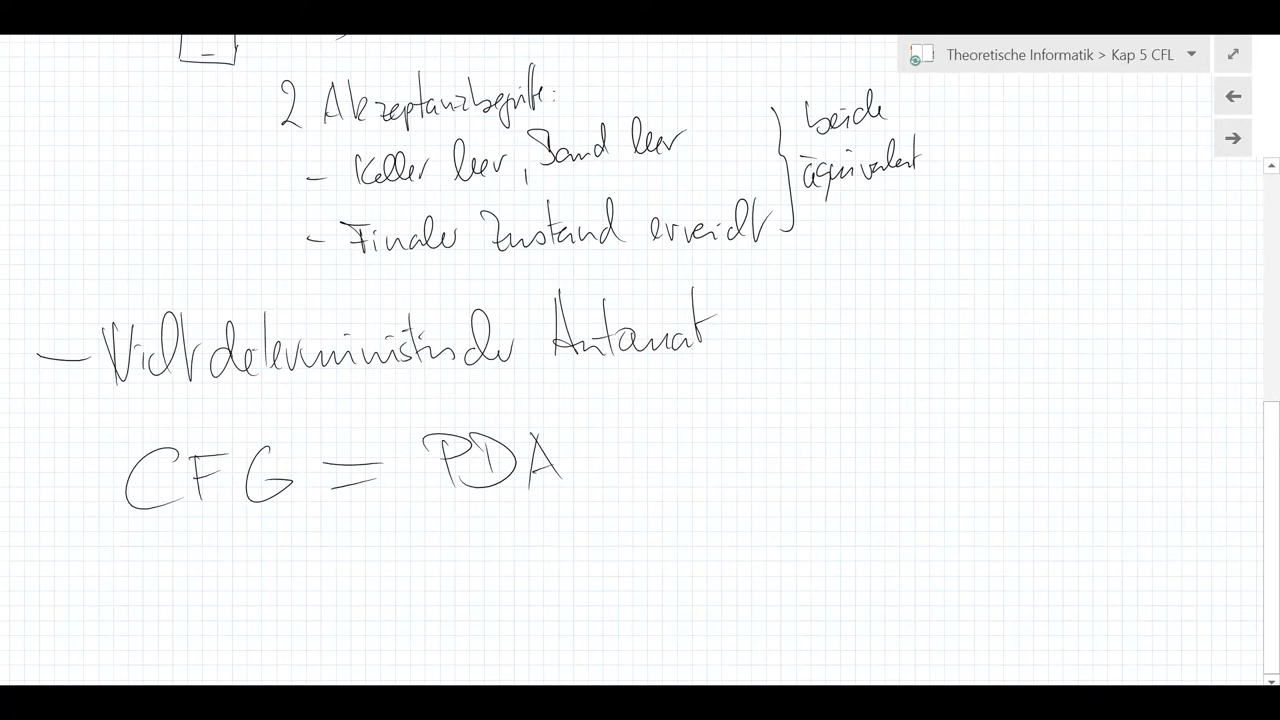 Theoretische Informatik > Kap 5 CFL
2 Akzeptanzbegriffe:
- Keller leer, Band leer
- Finaler Zustand erreicht
beide
äquivalent
- Nichtdeterministischer Automat
CFG = PDA